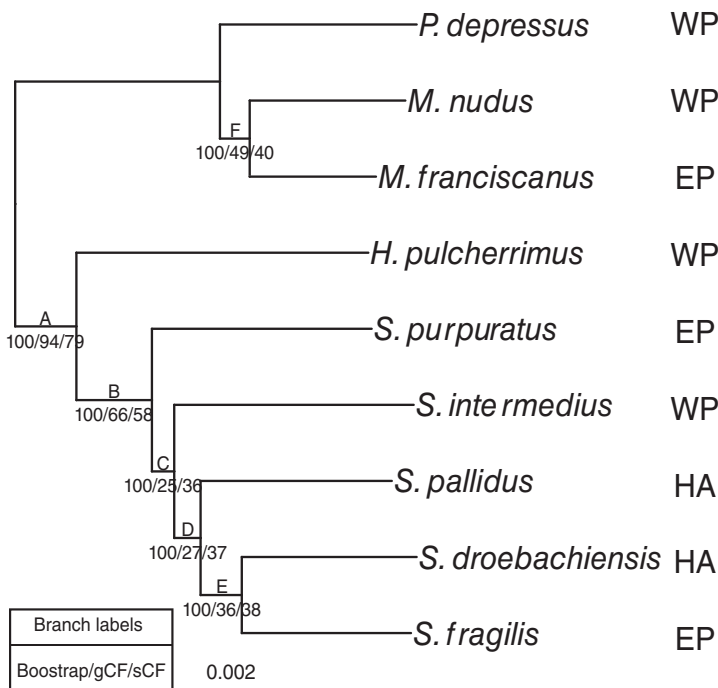 P. depressus WP
M. nudus WP
F
100/49/40
M. franciscanus EP
H. pulcherrimus WP
A
100/94/79
S. purpuratus EP
B
100/66/58
S. intermedius WP
C
100/25/36
S. pallidus HA
D
100/27/37
S. droebachiensis HA
E
100/36/38
S. fragilis EP
Branch labels
Boostrap/gCF/sCF
0.002